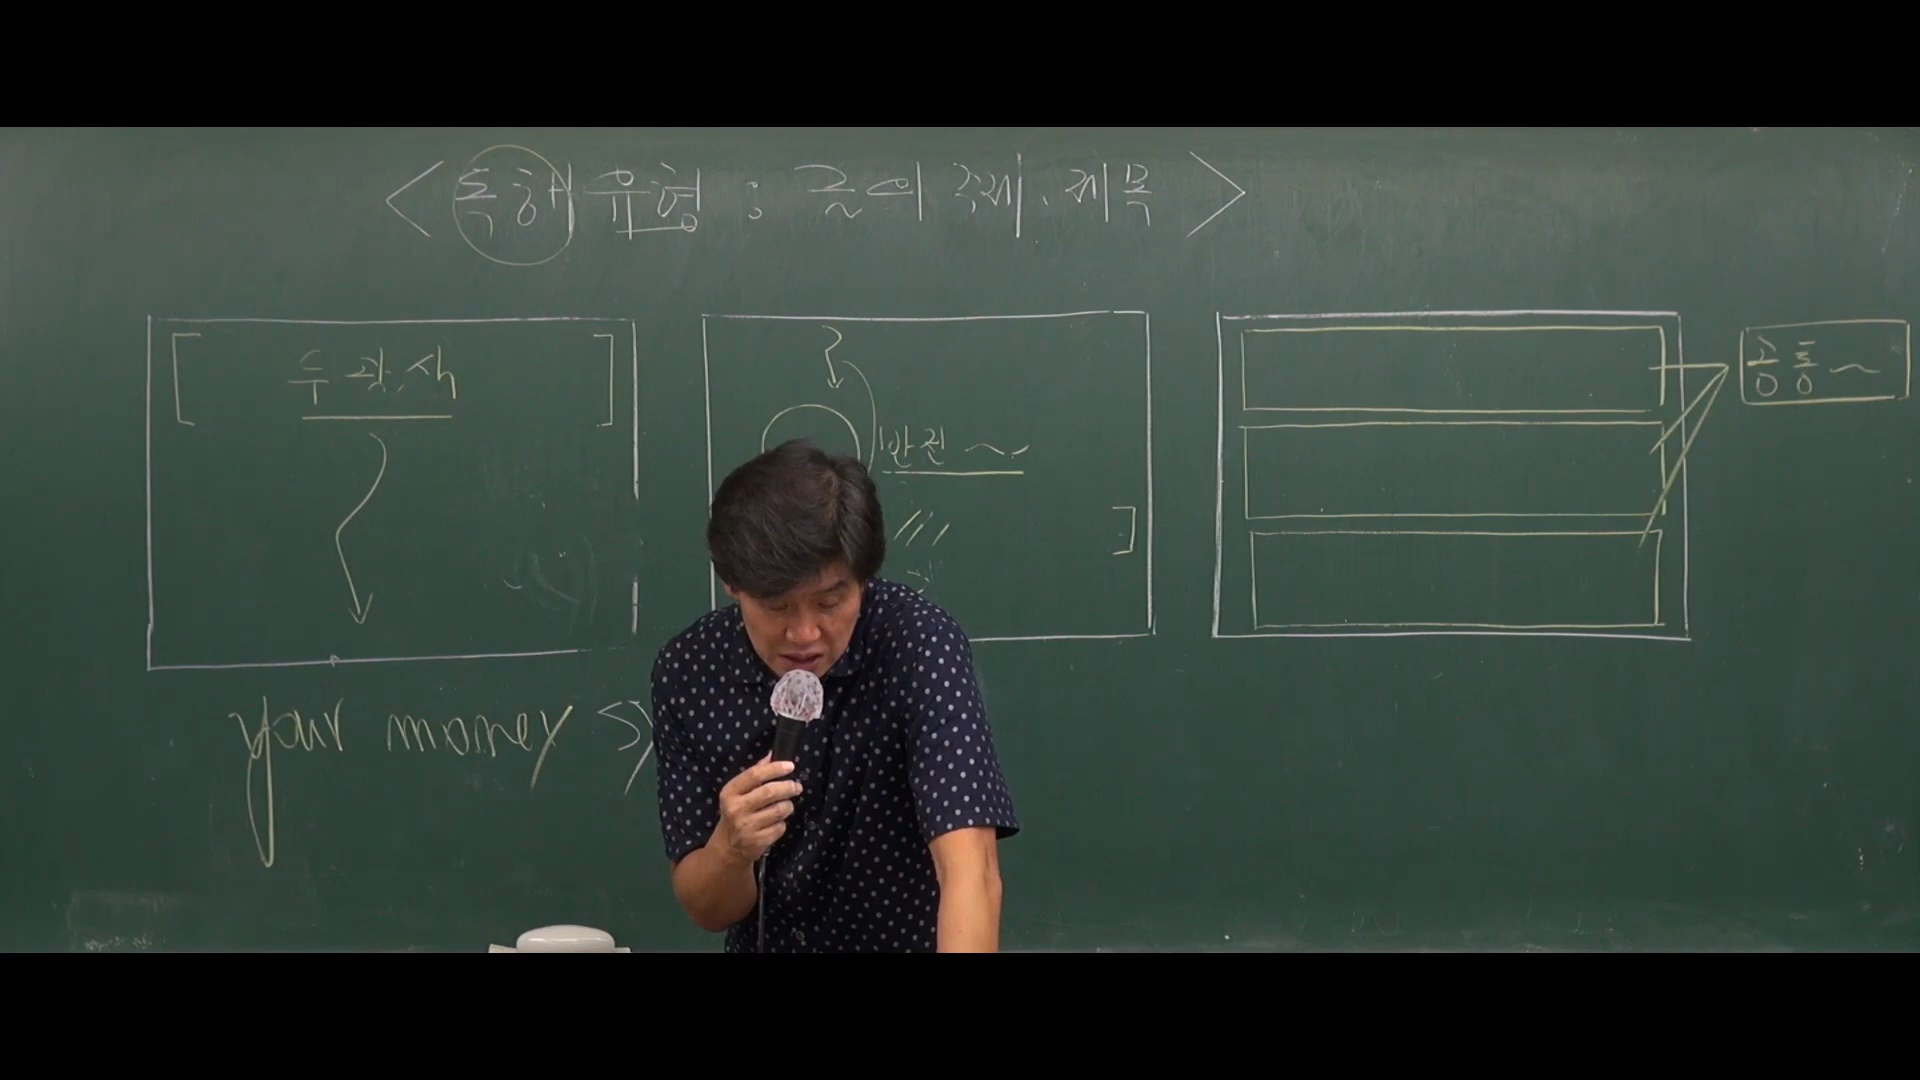 < 독해 유형 : 글의 주제, 제목 >
[ 두괄식 ]
반전 ~
]
공통 ~
your money sy